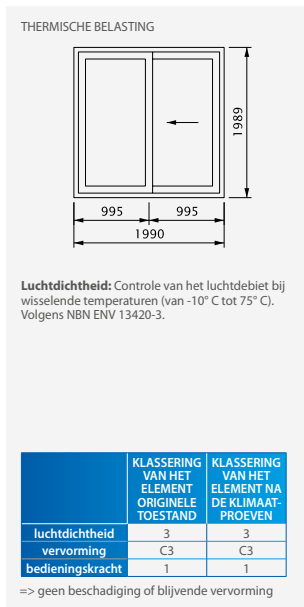 THERMISCHE BELASTING
1989
995 995
1990
Luchtdichtheid: Controle van het luchtdebiet bij
wisselende temperaturen (van -10° C tot 75° C).
Volgens NBN ENV 13420-3.
KLASSERING VAN HET ELEMENT ORIGINELE TOESTAND
KLASSERING VAN HET ELEMENT NA DE KLIMAAT-PROEVEN
luchtdichtheid 3 3
vervorming C3 C3
bedieningskracht 1 1
=> geen beschadiging of blijvende vervorming